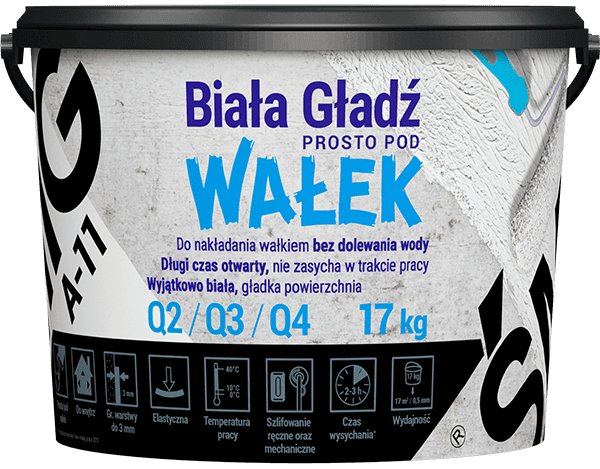 Biała Gładź
PROSTO POD
WAŁEK
Do nakładania wałkiem bez dolewania wody
Długi czas otwarty, nie zasycha w trakcie pracy
Wyjątkowo biała, gładka powierzchnia
Q2 / Q3 / Q4 17 kg
A-11
3 mm
40°C
10°C
0°C
2-3 h
17 kg
17 m² / 0,5 mm
Do wnętrz
Gr. warstwy
do 3 mm
Elastyczna
Temperatura
pracy
Szlifowanie
ręczne oraz
mechaniczne
Czas
wysychania*
Wydajność
®